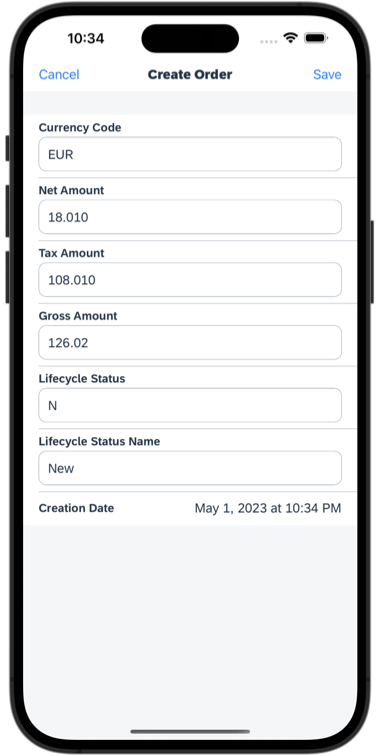 10:34
Cancel Create Order Save
Currency Code
EUR
Net Amount
18.010
Tax Amount
108.010
Gross Amount
126.02
Lifecycle Status
N
Lifecycle Status Name
New
Creation Date May 1, 2023 at 10:34 PM